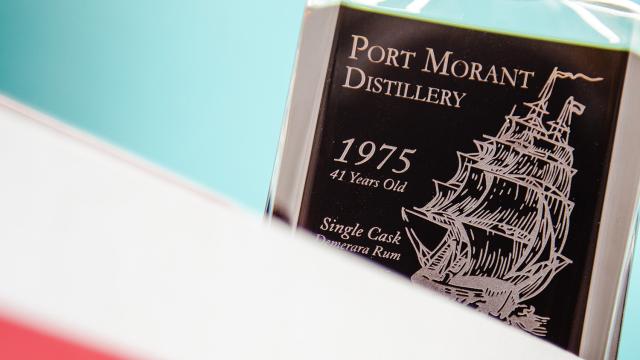 Port Morant
Distillery
1975
41 Years Old
Single Cask
Demerara Rum